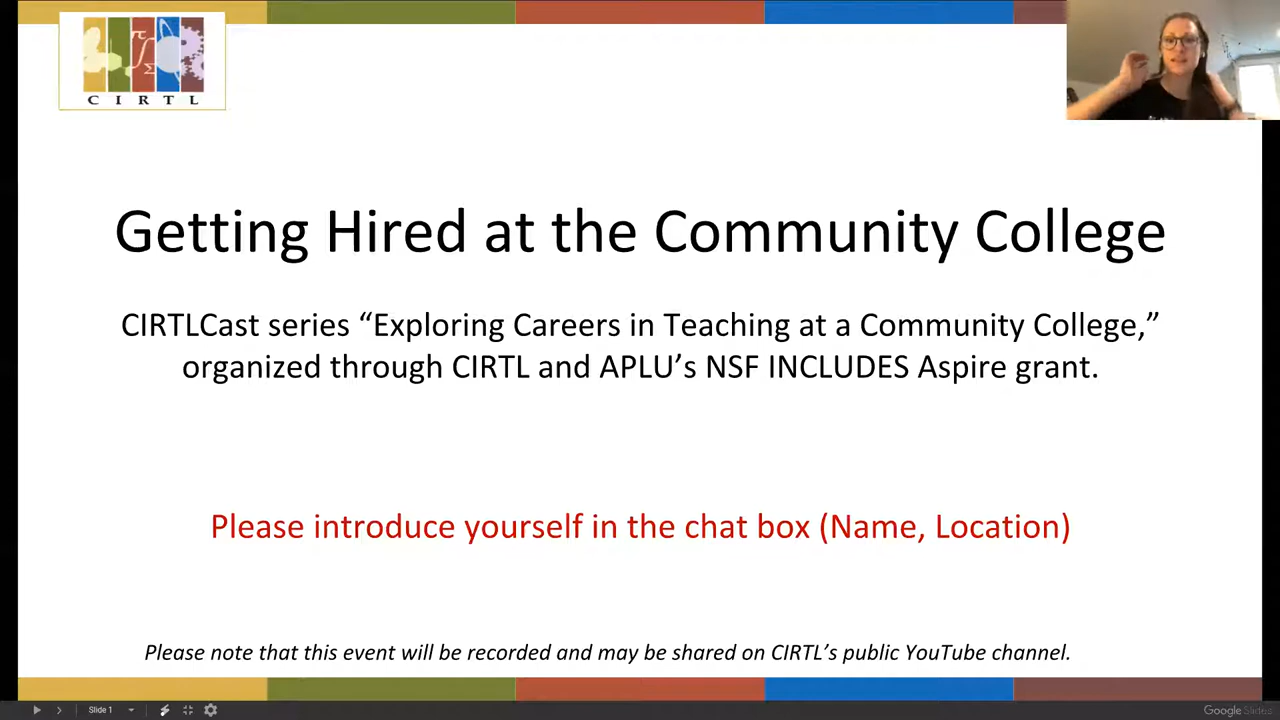 CIRTL
Getting Hired at the Community College
CIRTLCast series “Exploring Careers in Teaching at a Community College,”
organized through CIRTL and APLU’s NSF INCLUDES Aspire grant.
Please introduce yourself in the chat box (Name, Location)
Please note that this event will be recorded and may be shared on CIRTL’s public YouTube channel.
Slide 1
Google Slides